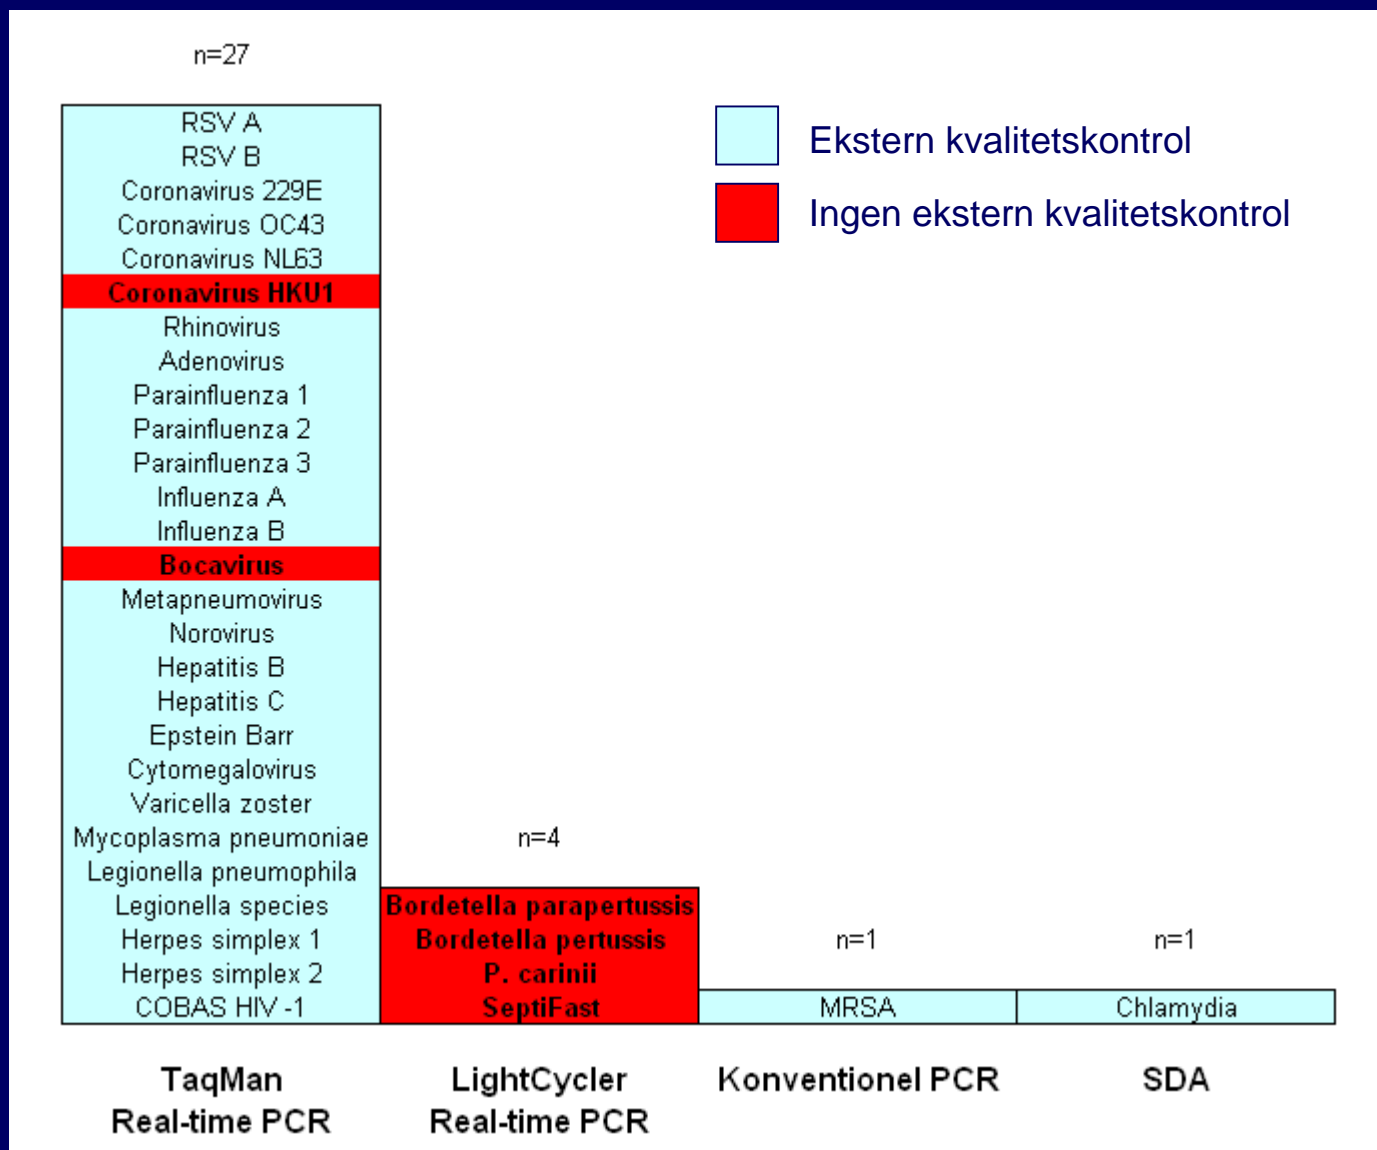 n=27
RSV A
RSV B
Coronavirus 229E
Coronavirus OC43
Coronavirus NL63
Coronavirus HKU1
Rhinovirus
Adenovirus
Parainfluenza 1
Parainfluenza 2
Parainfluenza 3
Influenza A
Influenza B
Bocavirus
Metapneumovirus
Norovirus
Hepatitis B
Hepatitis C
Epstein Barr
Cytomegalovirus
Varicella zoster
Mycoplasma pneumoniae
Legionella pneumophila
Legionella species
Herpes simplex 1
Herpes simplex 2
COBAS HIV -1
TaqMan
Real-time PCR
n=4
Bordetella parapertussis
Bordetella pertussis
P. carinii
SeptiFast
LightCycler
Real-time PCR
n=1
MRSA
Konventionel PCR
n=1
Chlamydia
SDA
Ekstern kvalitetskontrol
Ingen ekstern kvalitetskontrol